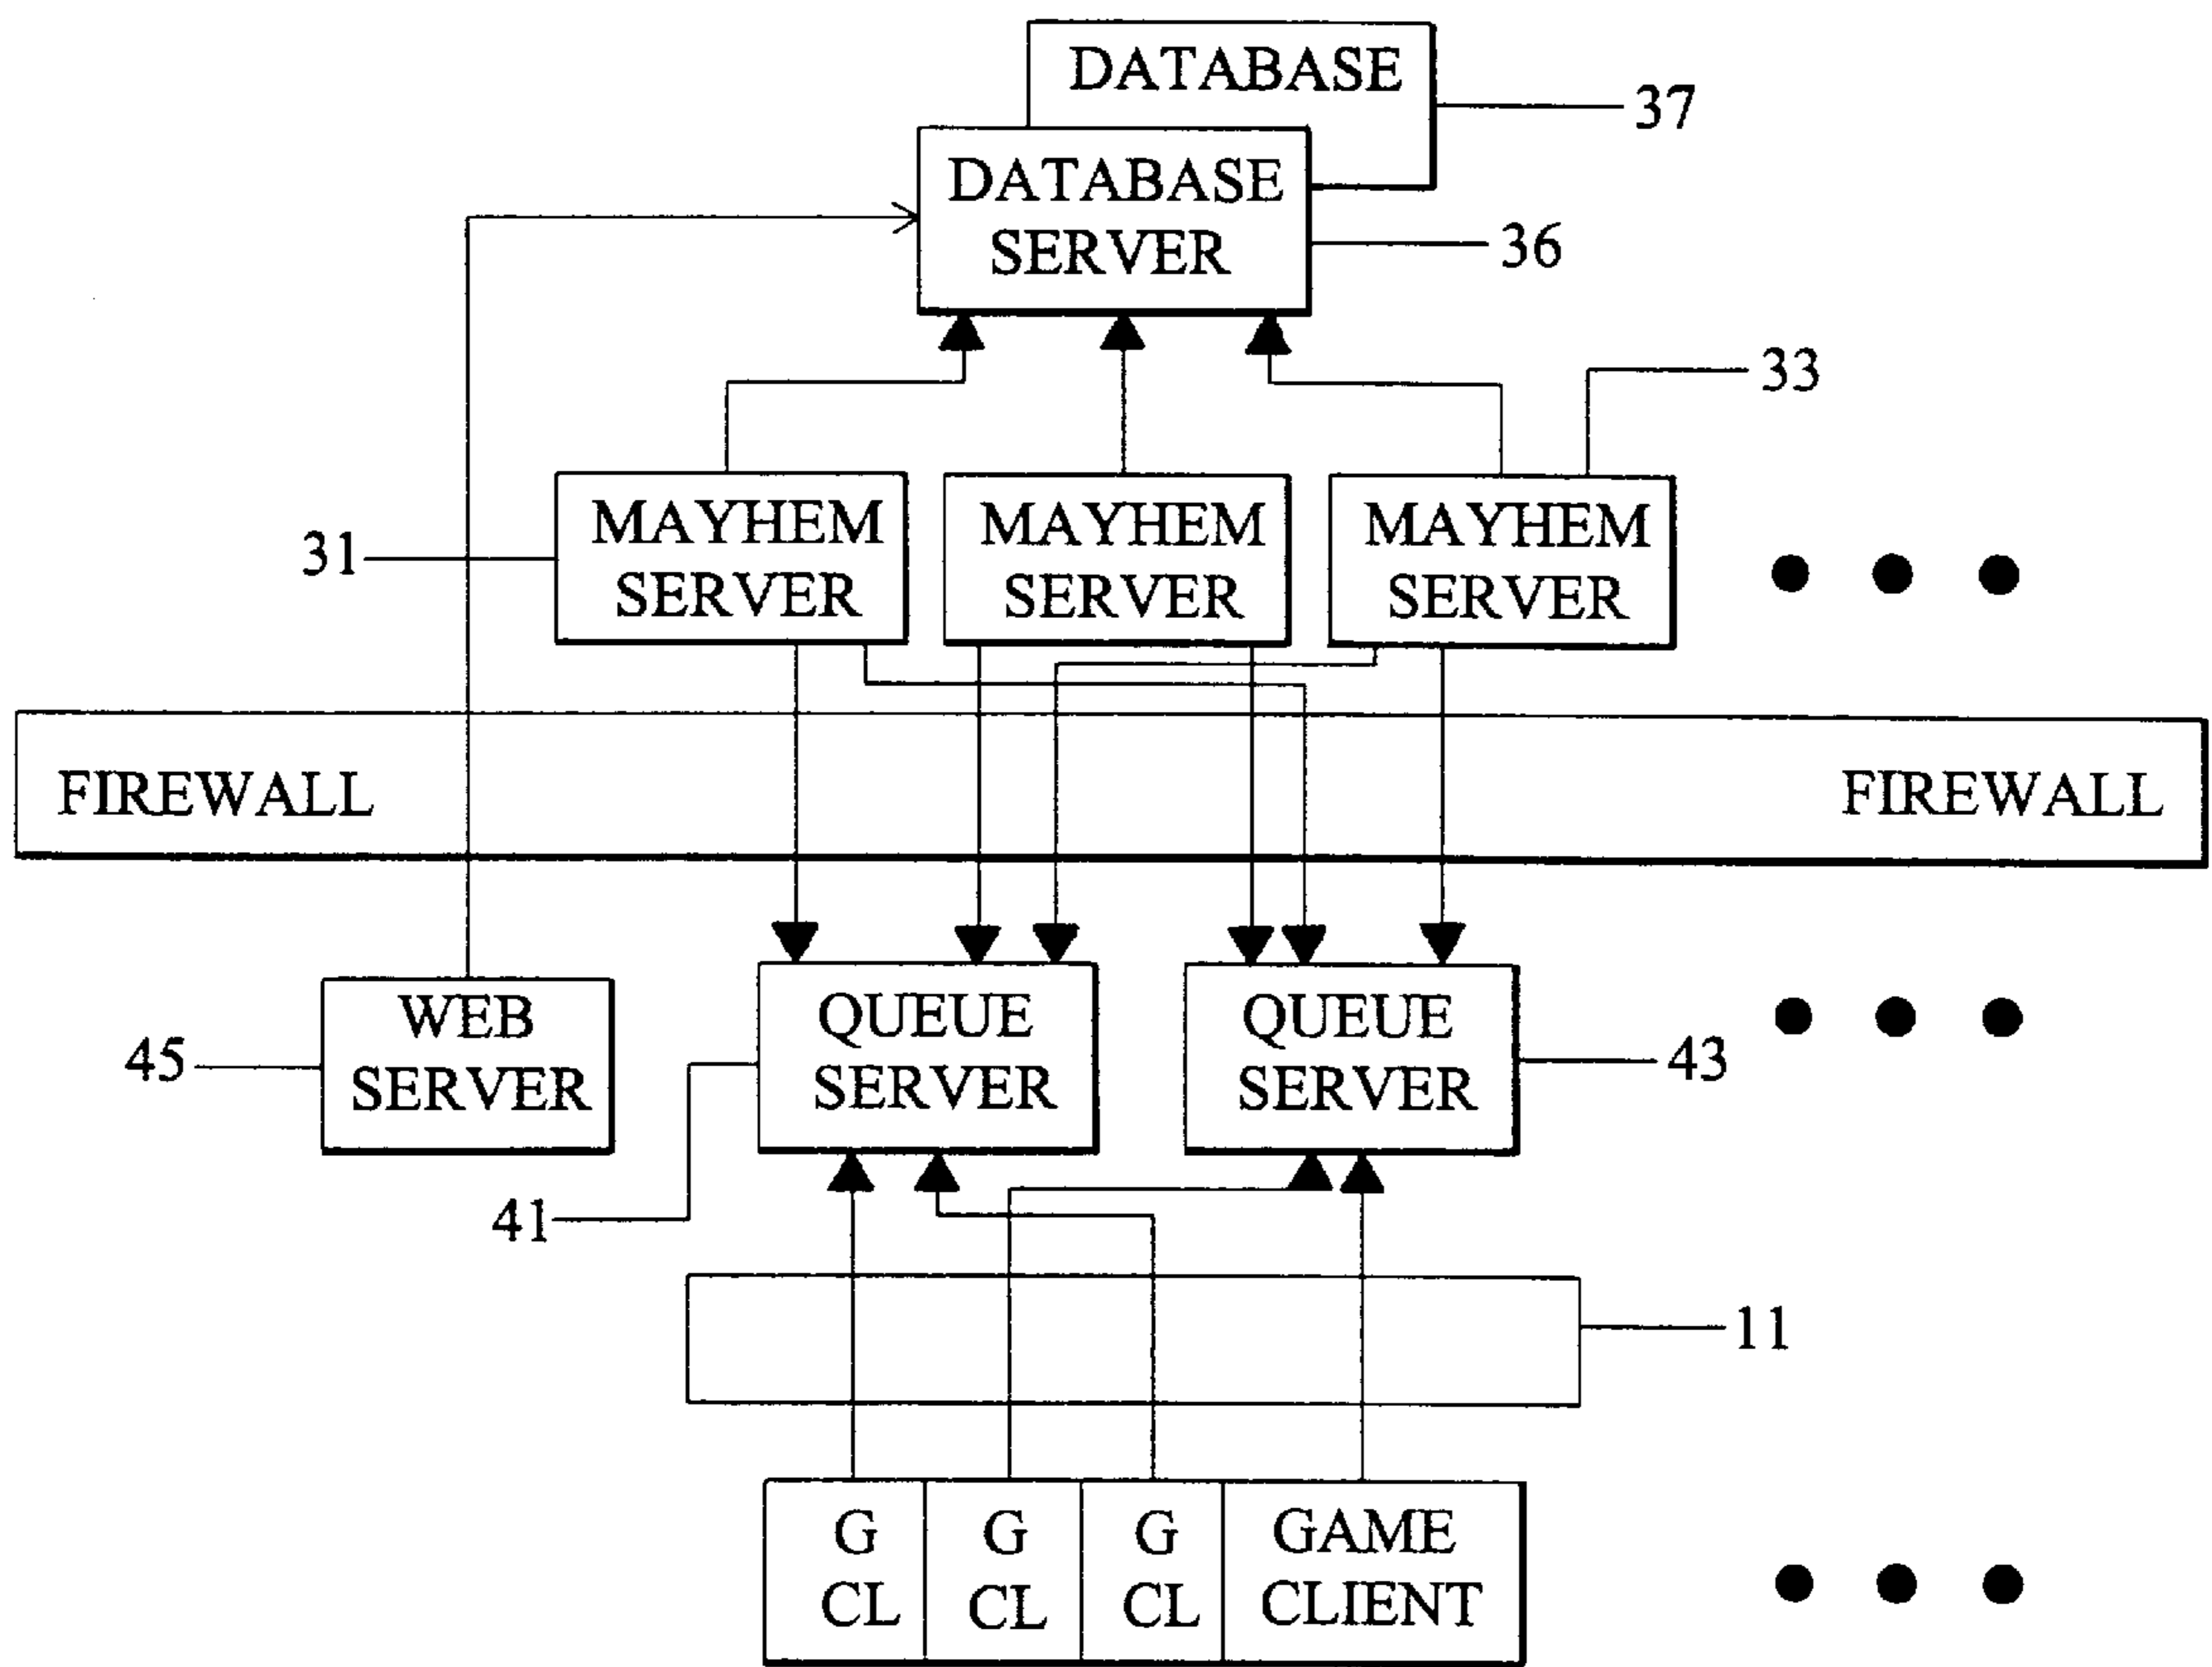 DATABASE
37
DATABASE
SERVER
36
33
MAYHEM
SERVER
MAYHEM
SERVER
MAYHEM
SERVER
31
FIREWALL
FIREWALL
WEB
SERVER
45
QUEUE
SERVER
QUEUE
SERVER
43
41
11
G
CL
G
CL
G
CL
GAME
CLIENT